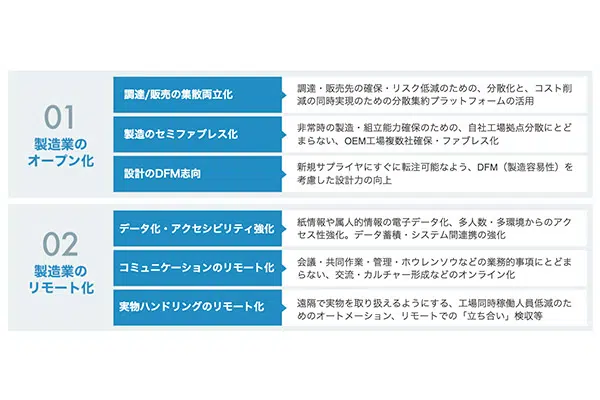 01
製造業の
オープン化
調達/販売の集散両立化
調達・販売先の確保・リスク低減のための、分散化と、コスト削
減の同時実現のための分散集約プラットフォームの活用
製造のセミファブレス化
非常時の製造・組立能力確保のための、自社工場拠点分散にとど
まらない、OEM工場複数社確保・ファブレス化
設計のDFM志向
新規サプライヤにすぐに転注可能なよう、DFM（製造容易性）を
考慮した設計力の向上
02
製造業の
リモート化
データ化・アクセシビリティ強化
紙情報や属人的情報の電子データ化、多人数・多環境からのアク
セス性強化。データ蓄積・システム間連携の強化
コミュニケーションのリモート化
会議・共同作業・管理・ホウレンソウなどの業務的事項にとどま
らない、交流・カルチャー形成などのオンライン化
実物ハンドリングのリモート化
遠隔で実物を取り扱えるようにする、工場同時稼働人員低減のた
めのオートメーション、リモートでの「立ち合い」検収等